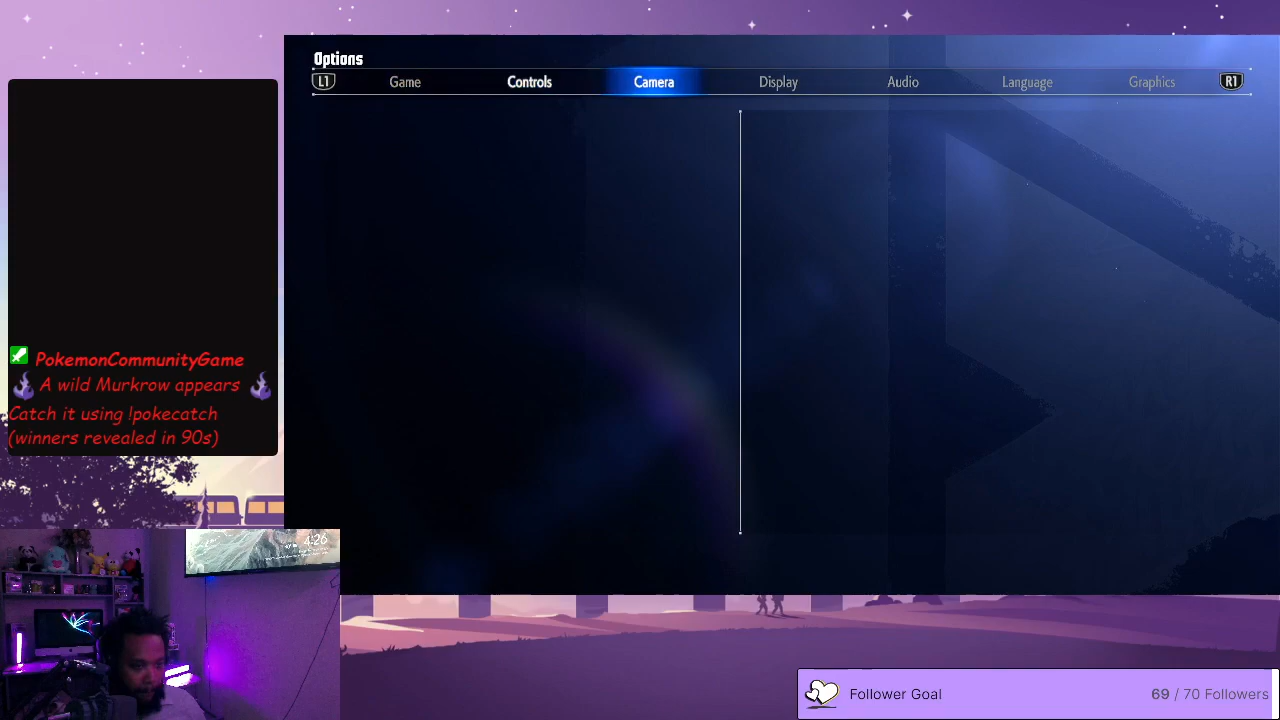 Options
L1 Game Controls Camera Display Audio Language Graphics R1
PokemonCommunityGame
A wild Murkrow appears
Catch it using !pokecatch
(winners revealed in 90s)
4:26
Follower Goal 69 / 70 Followers